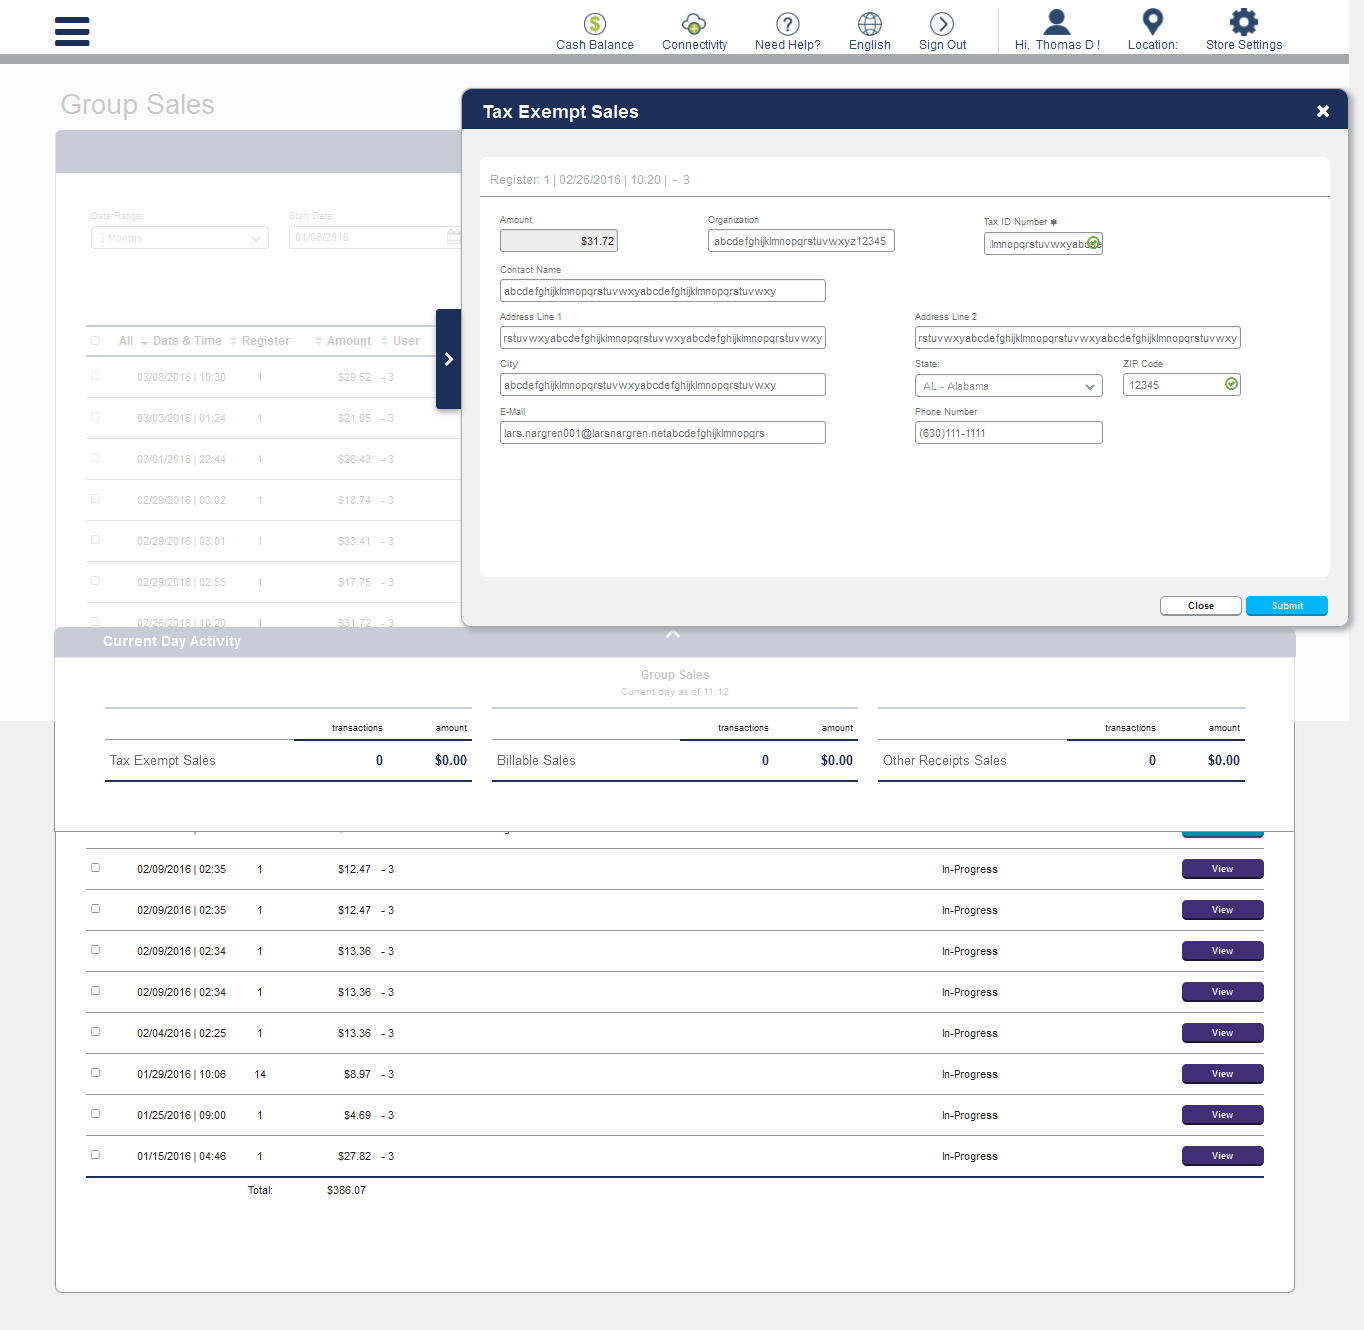 Cash Balance Connectivity Need Help? English Sign Out Hi, Thomas D ! Location: Store Settings
Group Sales
Tax Exempt Sales
Register: 1 | 02/26/2016 | 10:20 | - 3
Date Range: Start Date:
3 Months 01/06/2016
Amount Organization Tax ID Number *
$31.72 abcdefghijklmnopqrstuvwxyz12345 :lmnopqrstuvwxyabcde
Contact Name
abcdefghijklmnopqrstuvwxyabcdefghijklmnopqrstuvwxy
Address Line 1 Address Line 2
rstuvwxyabcdefghijklmnopqrstuvwxyabcdefghijklmnopqrstuvwxy rstuvwxyabcdefghijklmnopqrstuvwxyabcdefghijklmnopqrstuvwxy
City State: ZIP Code
abcdefghijklmnopqrstuvwxyabcdefghijklmnopqrstuvwxy AL - Alabama 12345
E-Mail Phone Number
lars.nargren001@larsnargren.netabcdefghijklmnopqrs (630)111-1111
Close Submit
All Date & Time Register Amount User
03/08/2016 | 10:30 1 $29.52 - 3
03/03/2016 | 01:24 1 $21.05 - 3
03/01/2016 | 22:44 1 $28.43 - 3
02/29/2016 | 03:02 1 $18.74 - 3
02/29/2016 | 03:01 1 $33.41 - 3
02/29/2016 | 02:55 1 $17.75 - 3
02/26/2016 | 10:20 1 $31.72 - 3
Current Day Activity
Group Sales
Current day as of 11:12
transactions amount transactions amount transactions amount
Tax Exempt Sales 0 $0.00 Billable Sales 0 $0.00 Other Receipts Sales 0 $0.00
02/09/2016 | 02:35 1 $12.47 - 3 In-Progress View
02/09/2016 | 02:35 1 $12.47 - 3 In-Progress View
02/09/2016 | 02:34 1 $13.36 - 3 In-Progress View
02/09/2016 | 02:34 1 $13.36 - 3 In-Progress View
02/04/2016 | 02:25 1 $13.36 - 3 In-Progress View
01/29/2016 | 10:06 14 $8.97 - 3 In-Progress View
01/25/2016 | 09:00 1 $4.69 - 3 In-Progress View
01/15/2016 | 04:46 1 $27.82 - 3 In-Progress View
Total: $386.07